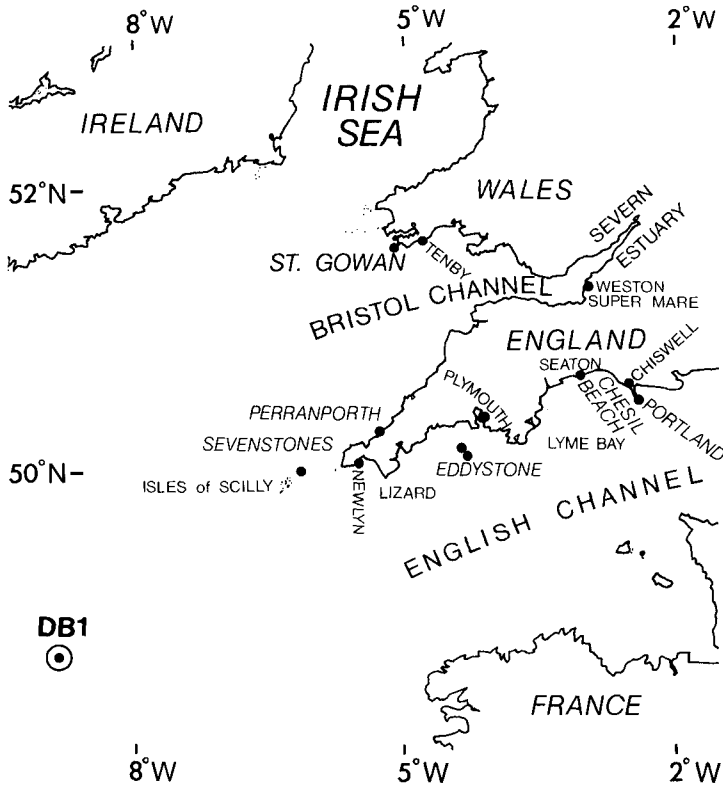 8°W 5°W 2°W
IRISH
SEA
IRELAND
52°N
WALES
SEVERN
ESTUARY
ST. GOWAN
TENBY
BRISTOL CHANNEL
WESTON
SUPER MARE
ENGLAND
SEATON
CHISWELL
CHESIL
BEACH
PORTLAND
PLYMOUTH
PERRANPORTH
SEVENSTONES
LYME BAY
50°N
EDDYSTONE
ISLES of SCILLY
NEWLYN
LIZARD
ENGLISH CHANNEL
DB1
FRANCE
8°W 5°W 2°W